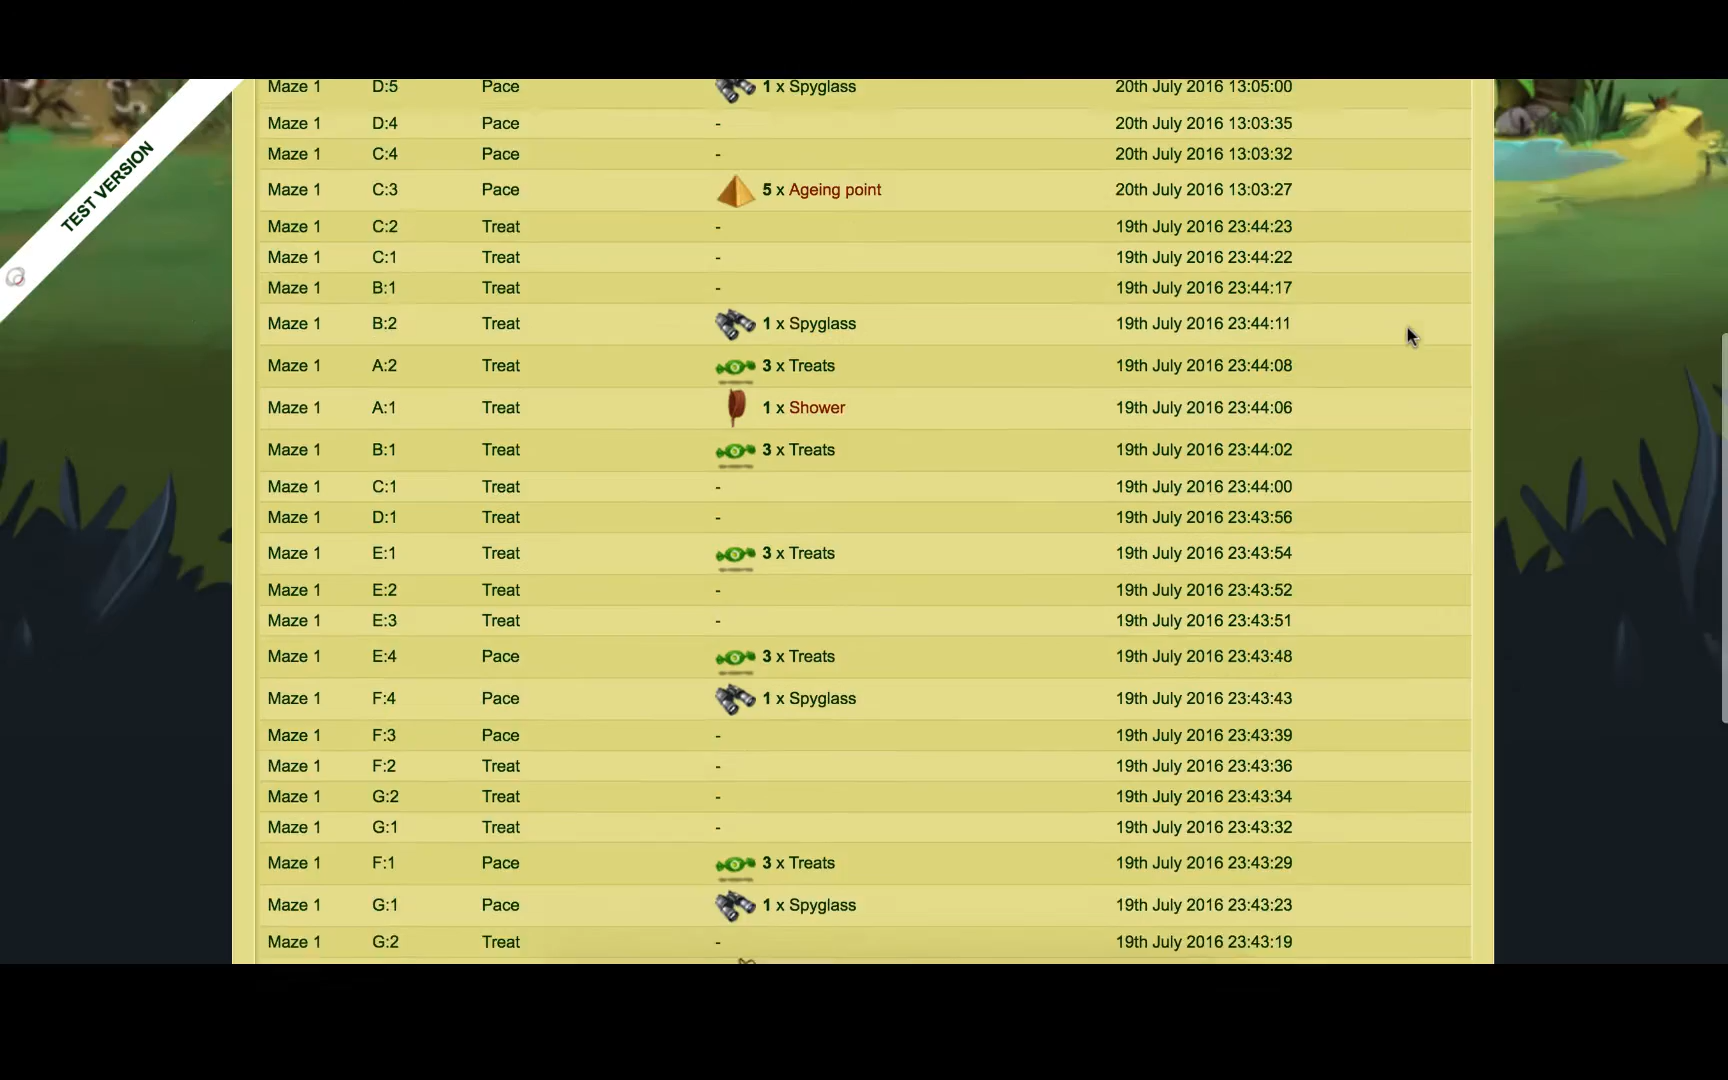 TEST VERSION
Maze 1 D:5 Pace 1 x Spyglass 20th July 2016 13:05:00
Maze 1 D:4 Pace - 20th July 2016 13:03:35
Maze 1 C:4 Pace - 20th July 2016 13:03:32
Maze 1 C:3 Pace 5 x Ageing point 20th July 2016 13:03:27
Maze 1 C:2 Treat - 19th July 2016 23:44:23
Maze 1 C:1 Treat - 19th July 2016 23:44:22
Maze 1 B:1 Treat - 19th July 2016 23:44:17
Maze 1 B:2 Treat 1 x Spyglass 19th July 2016 23:44:11
Maze 1 A:2 Treat 3 x Treats 19th July 2016 23:44:08
Maze 1 A:1 Treat 1 x Shower 19th July 2016 23:44:06
Maze 1 B:1 Treat 3 x Treats 19th July 2016 23:44:02
Maze 1 C:1 Treat - 19th July 2016 23:44:00
Maze 1 D:1 Treat - 19th July 2016 23:43:56
Maze 1 E:1 Treat 3 x Treats 19th July 2016 23:43:54
Maze 1 E:2 Treat - 19th July 2016 23:43:52
Maze 1 E:3 Treat - 19th July 2016 23:43:51
Maze 1 E:4 Pace 3 x Treats 19th July 2016 23:43:48
Maze 1 F:4 Pace 1 x Spyglass 19th July 2016 23:43:43
Maze 1 F:3 Pace - 19th July 2016 23:43:39
Maze 1 F:2 Treat - 19th July 2016 23:43:36
Maze 1 G:2 Treat - 19th July 2016 23:43:34
Maze 1 G:1 Treat - 19th July 2016 23:43:32
Maze 1 F:1 Pace 3 x Treats 19th July 2016 23:43:29
Maze 1 G:1 Pace 1 x Spyglass 19th July 2016 23:43:23
Maze 1 G:2 Treat - 19th July 2016 23:43:19